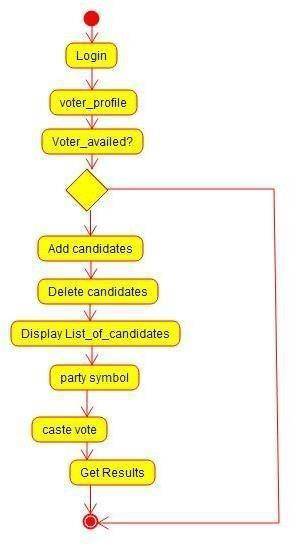 Login
voter_profile
Voter_availed?
Add candidates
Delete candidates
Display List_of_candidates
party symbol
caste vote
Get Results